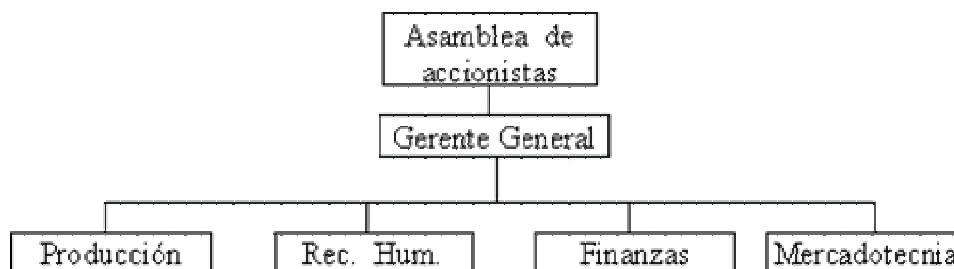 Asamblea de
accionistas
Gerente General
Producción
Rec. Hum.
Finanzas
Mercadotecnia